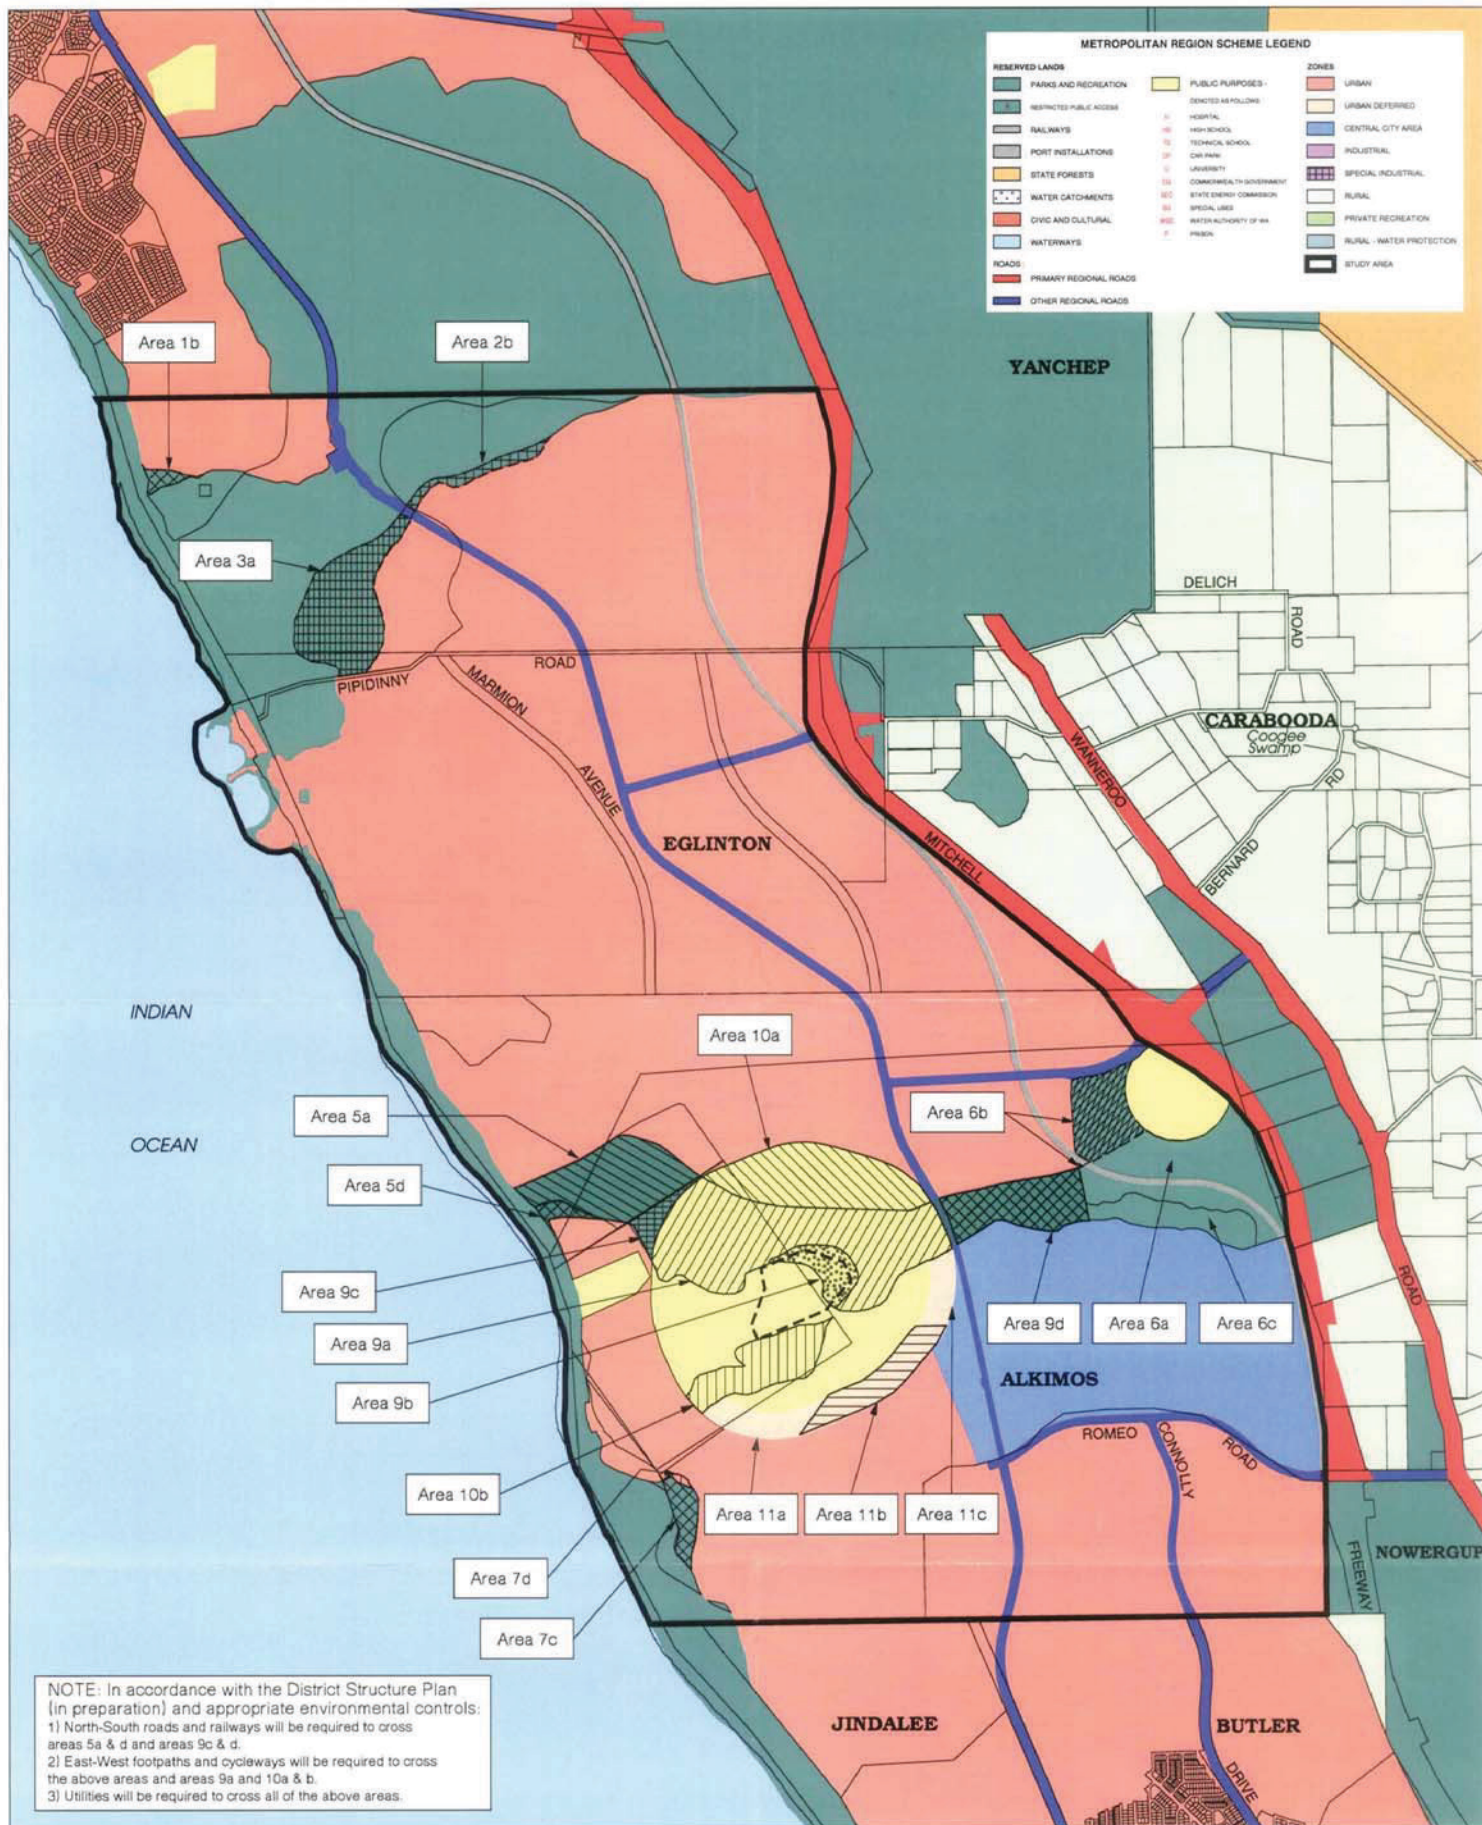 METROPOLITAN REGION SCHEME LEGEND
RESERVED LANDS
PARKS AND RECREATION
RESTRICTED PUBLIC ACCESS
RAILWAYS
PORT INSTALLATIONS
STATE FORESTS
WATER CATCHMENTS
CIVIC AND CULTURAL
WATERWAYS
ROADS
PRIMARY REGIONAL ROADS
OTHER REGIONAL ROADS
PUBLIC PURPOSES -
DENOTED AS FOLLOWS
H HOSPITAL
HS HIGH SCHOOL
TS TECHNICAL SCHOOL
CP CAR PARK
U UNIVERSITY
CG COMMONWEALTH GOVERNMENT
SEC STATE ENERGY COMMISSION
SU SPECIAL USES
WATER AUTHORITY OF WA
P PRISON
ZONES
URBAN
URBAN DEFERRED
CENTRAL CITY AREA
INDUSTRIAL
SPECIAL INDUSTRIAL
RURAL
PRIVATE RECREATION
RURAL - WATER PROTECTION
STUDY AREA
Area 1b
Area 2b
YANCHEP
Area 3a
DELICH
ROAD
ROAD
PIPIDINNY
MARMION
AVENUE
CARABOODA
Coogee
Swamp
WANNEROO
RD
BERNARD
EGLINTON
MITCHELL
INDIAN
OCEAN
Area 10a
Area 5a
Area 6b
Area 5d
Area 9c
Area 9d
Area 6a
Area 6c
ROAD
Area 9a
Area 9b
ALKIMOS
ROMEO
CONNOLLY
ROAD
Area 10b
Area 11a
Area 11b
Area 11c
Area 7d
FREEWAY
NOWERGUP
Area 7c
JINDALEE
BUTLER
DRIVE
NOTE: In accordance with the District Structure Plan
(in preparation) and appropriate environmental controls:
1) North-South roads and railways will be required to cross
areas 5a & d and areas 9c & d.
2) East-West footpaths and cycleways will be required to cross
the above areas and areas 9a and 10a & b.
3) Utilities will be required to cross all of the above areas.